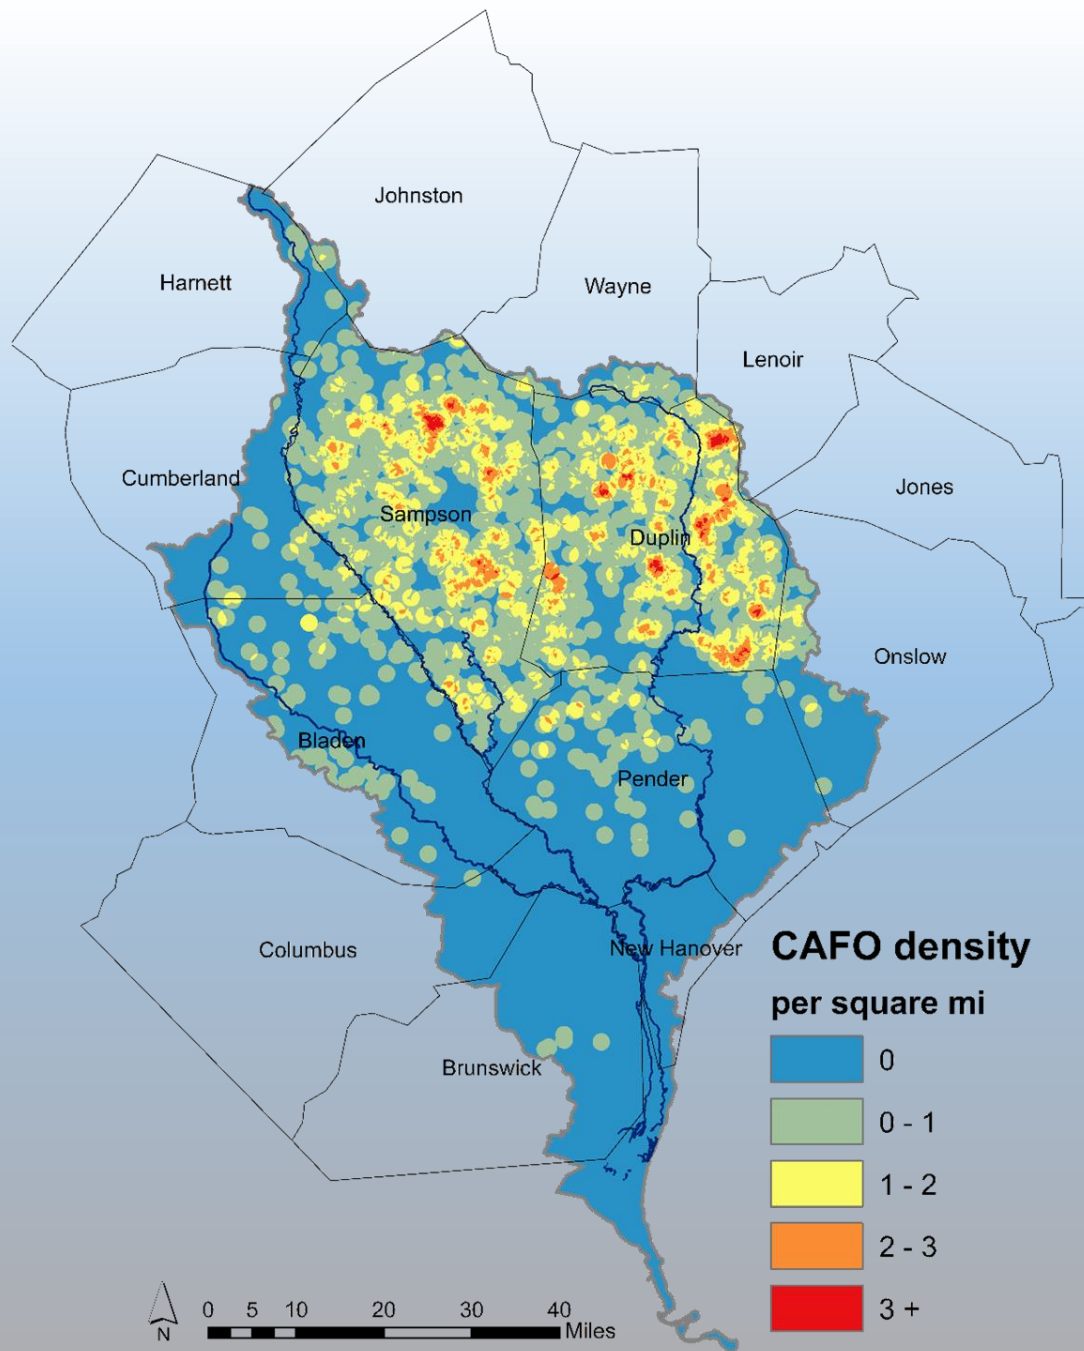 Johnston
Harnett
Wayne
Lenoir
Cumberland
Sampson
Duplin
Jones
Onslow
Bladen
Pender
Columbus
New Hanover
Brunswick
CAFO density
per square mi
0
0 - 1
1 - 2
2 - 3
3 +
N
0 5 10 20 30 40
Miles